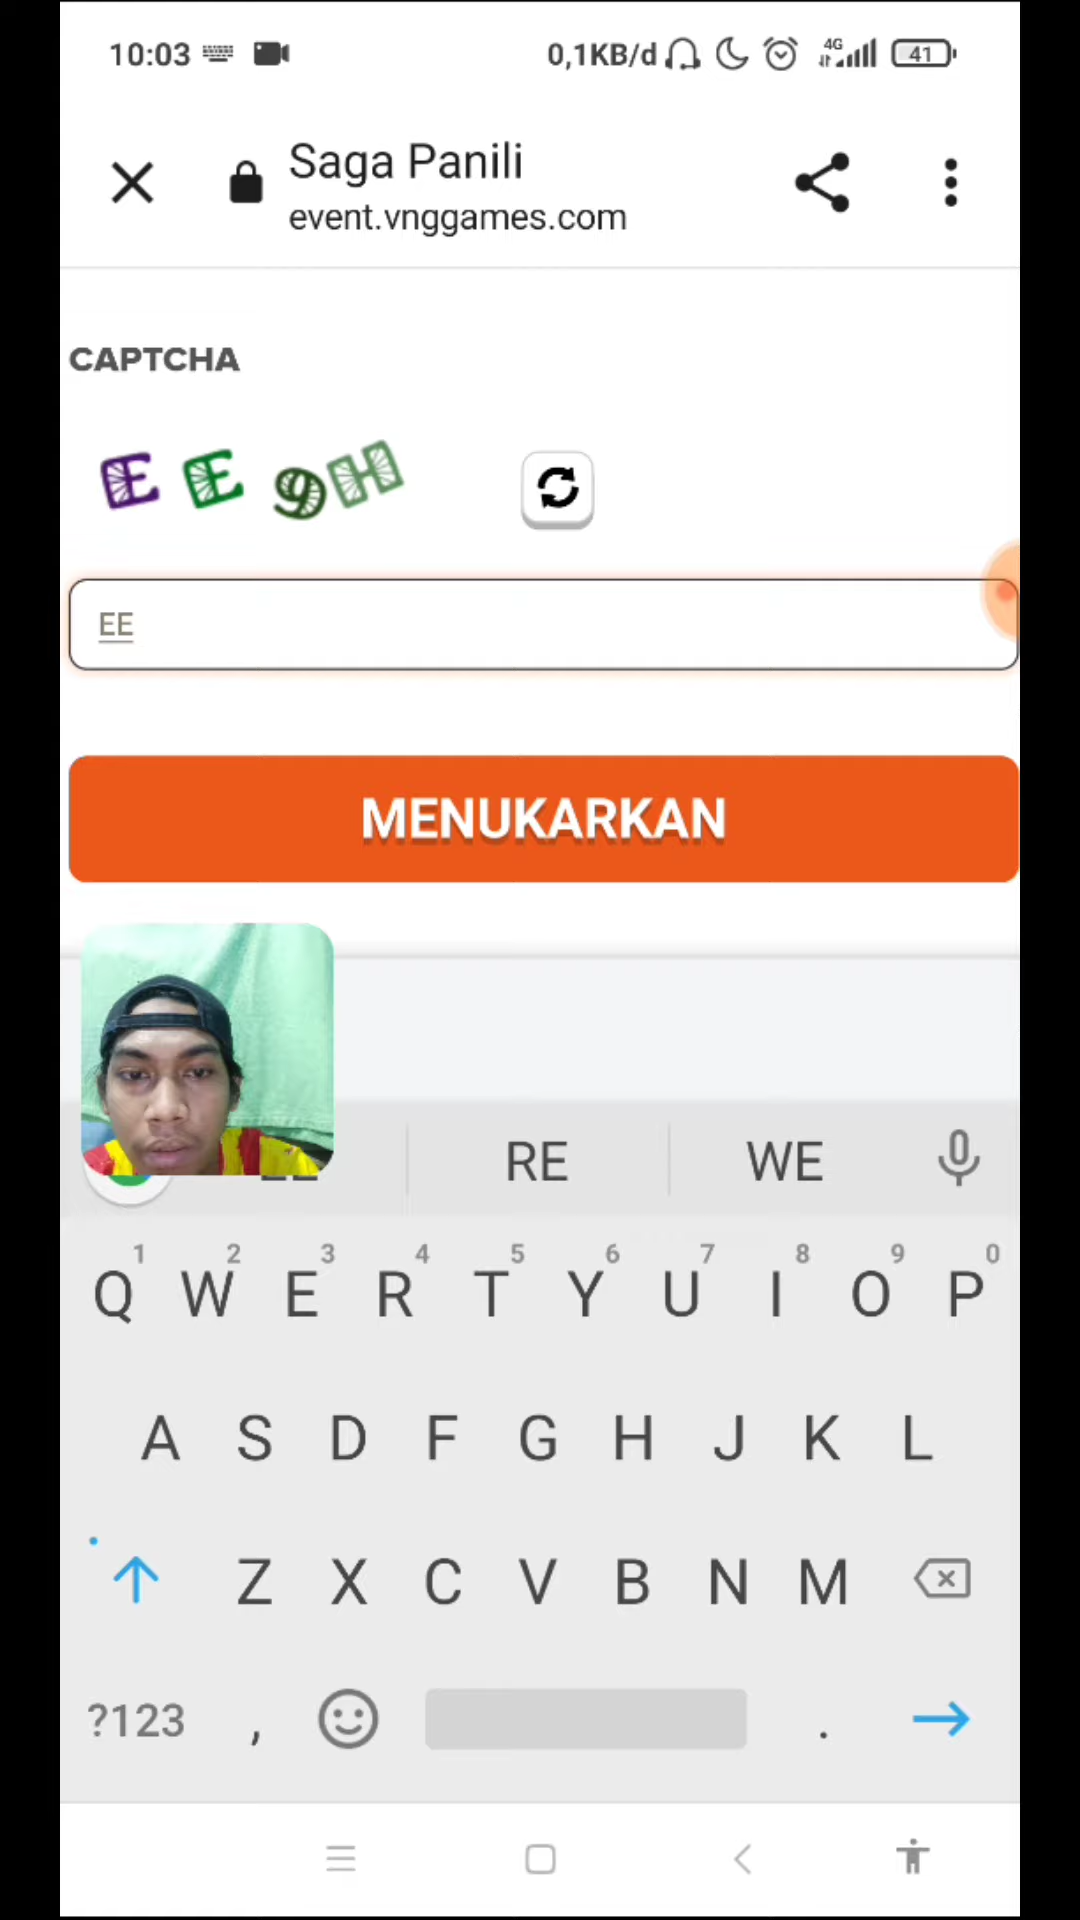 10:03 0,1KB/d 4G 41
Saga Panili
event.vnggames.com
CAPTCHA
EE9H
EE
MENUKARKAN
RE WE
1 2 3 4 5 6 7 8 9 0
Q W E R T Y U I O P
A S D F G H J K L
Z X C V B N M
?123 , .